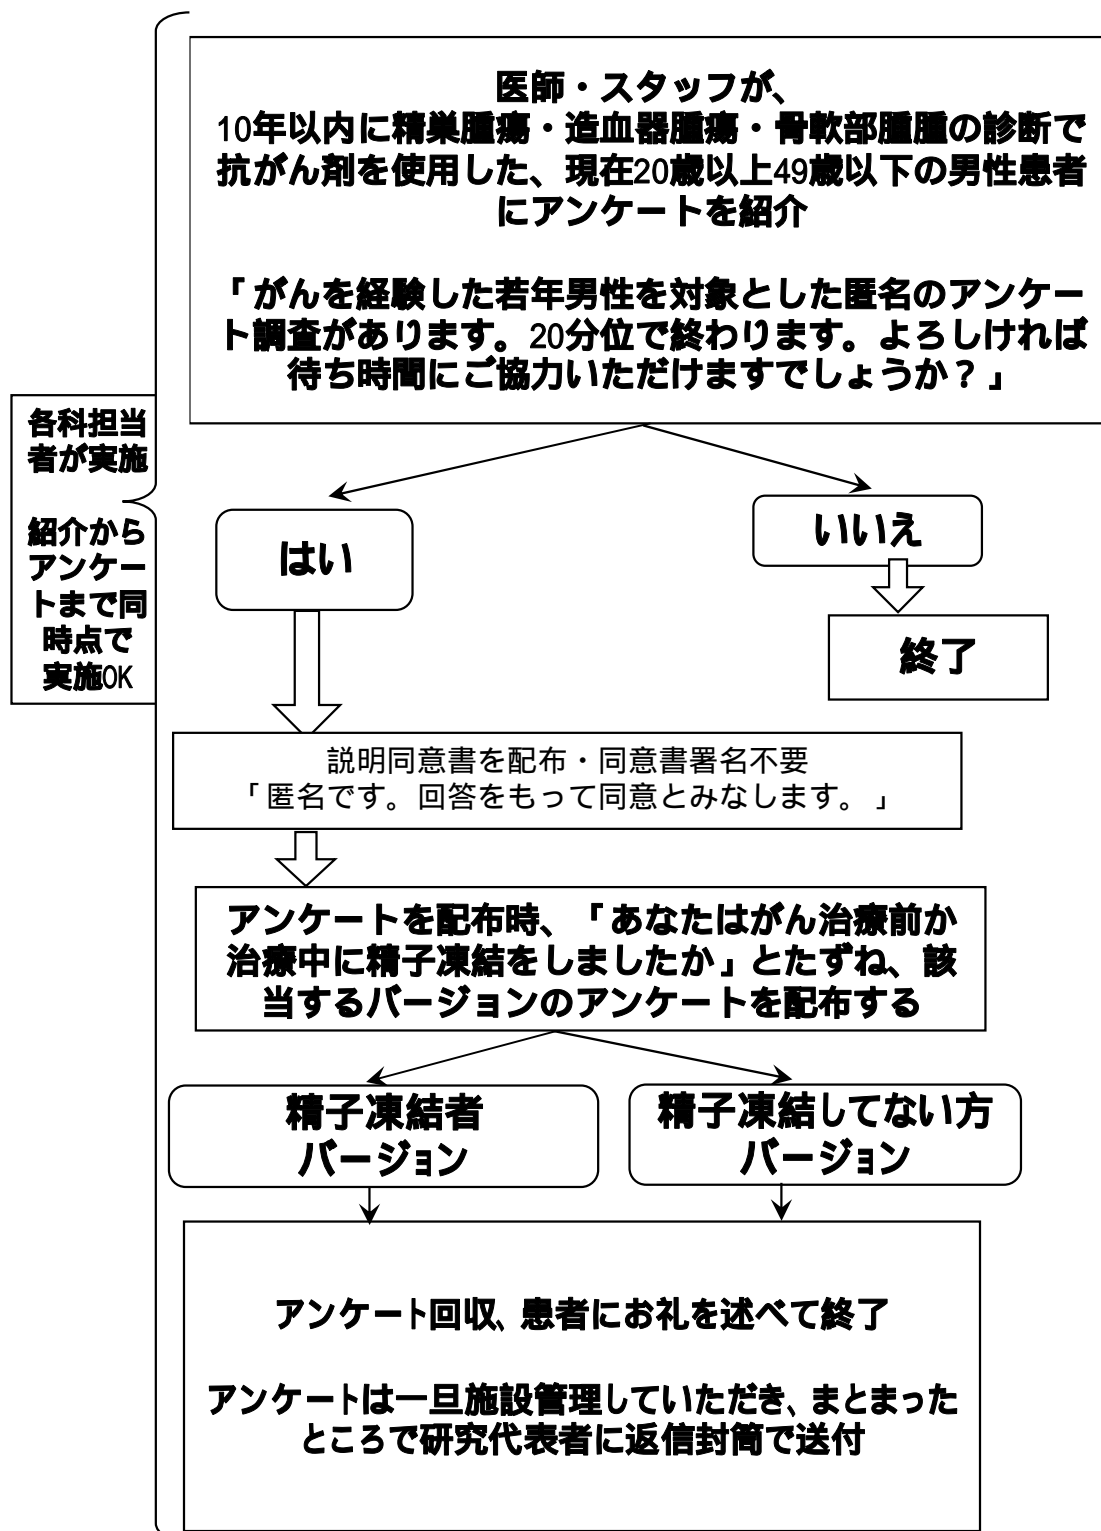 医師・スタッフが、
10年以内に精巣腫瘍・造血器腫瘍・骨軟部腫腫の診断で
抗がん剤を使用した、現在20歳以上49歳以下の男性患者
にアンケートを紹介
「がんを経験した若年男性を対象とした匿名のアンケー
ト調査があります。20分位で終わります。よろしければ
待ち時間にご協力いただけますでしょうか？」
各科担当
者が実施
紹介から
アンケー
トまで同
時点で
実施OK
はい
いいえ
終了
説明同意書を配布・同意書署名不要
「匿名です。回答をもって同意とみなします。」
アンケートを配布時、「あなたはがん治療前か
治療中に精子凍結をしましたか」とたずね、該
当するバージョンのアンケートを配布する
精子凍結者
バージョン
精子凍結してない方
バージョン
アンケート回収、患者にお礼を述べて終了
アンケートは一旦施設管理していただき、まとまった
ところで研究代表者に返信封筒で送付